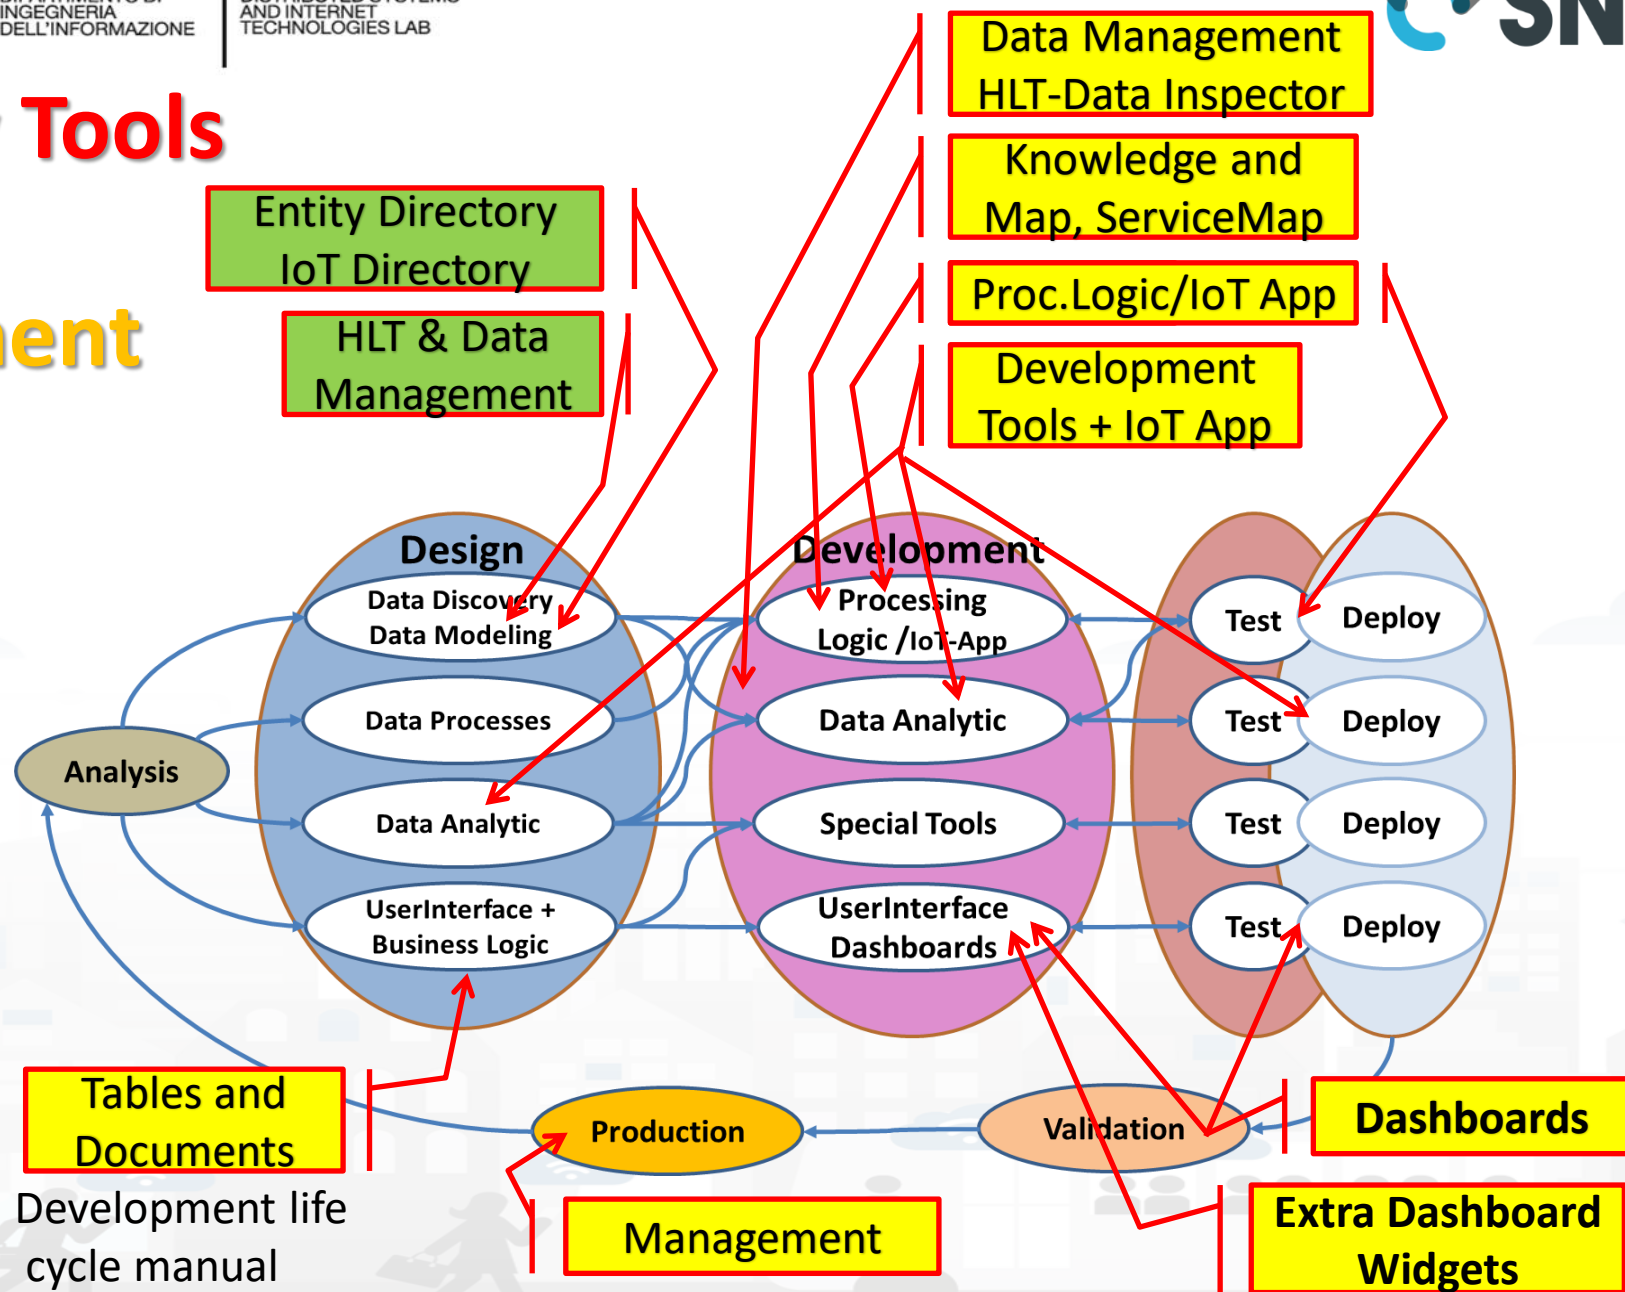 INGEGNERIA
DELL'INFORMAZIONE
AND INTERNET
TECHNOLOGIES LAB
SN
Tools
Data Management
HLT-Data Inspector
Knowledge and
Map, ServiceMap
Entity Directory
IoT Directory
Proc.Logic/IoT App
HLT & Data
Management
Development
Tools + IoT App
Design
Data Discovery
Data Modeling
Data Processes
Data Analytic
UserInterface +
Business Logic
Development
Processing
Logic /IoT-App
Data Analytic
Special Tools
UserInterface
Dashboards
Test
Deploy
Test
Deploy
Test
Deploy
Test
Deploy
Analysis
Tables and
Documents
Development life
cycle manual
Production
Validation
Management
Dashboards
Extra Dashboard
Widgets